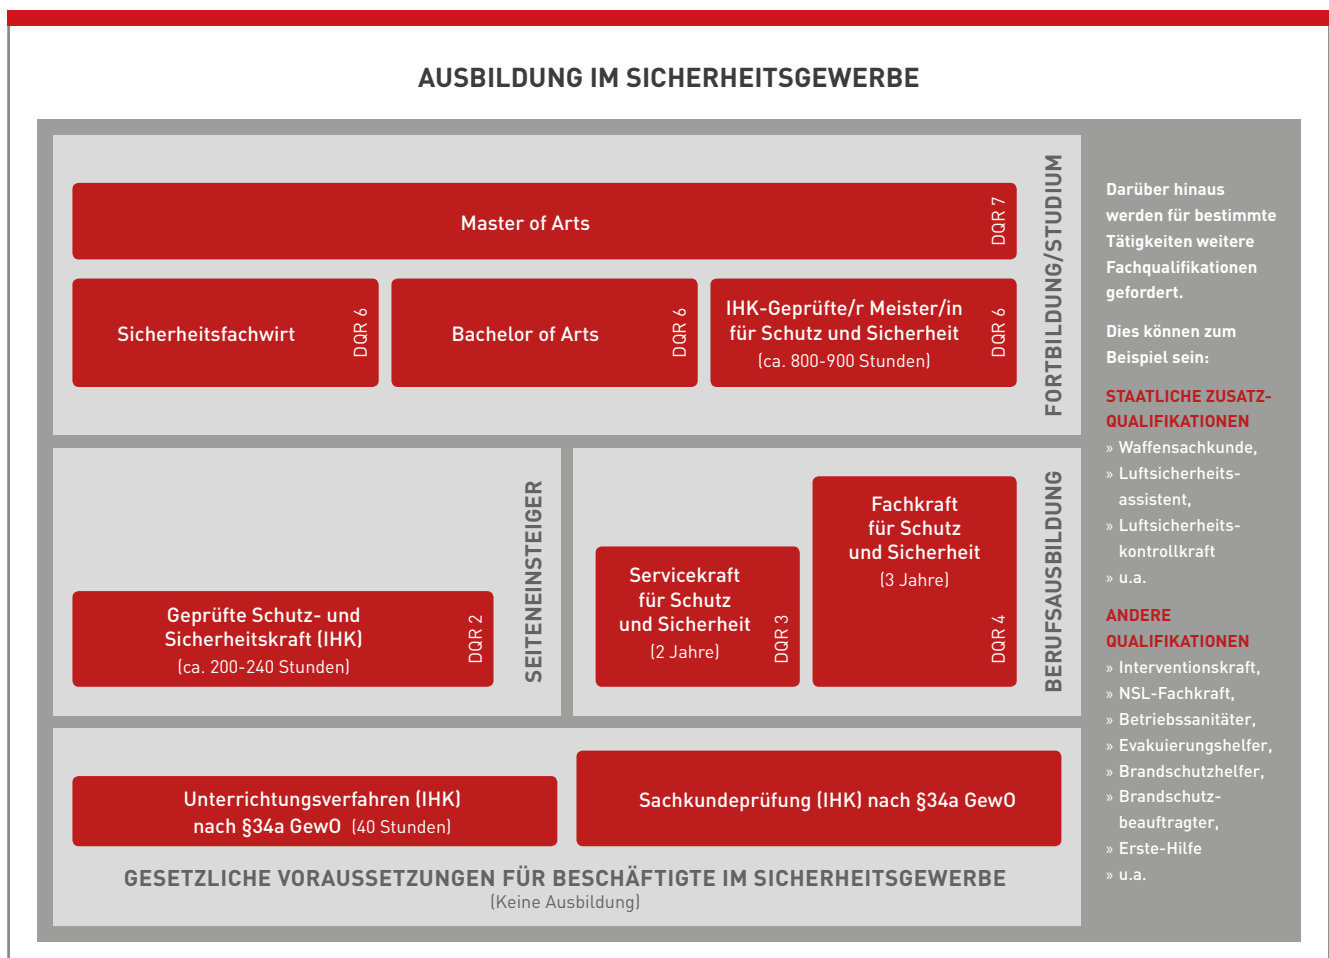 AUSBILDUNG IM SICHERHEITSGEWERBE
Master of Arts
DQR 7
Sicherheitsfachwirt
DQR 6
Bachelor of Arts
DQR 6
IHK-Geprüfte/r Meister/in
für Schutz und Sicherheit
(ca. 800-900 Stunden)
DQR 6
FORTBILDUNG/STUDIUM
Geprüfte Schutz- und
Sicherheitskraft (IHK)
(ca. 200-240 Stunden)
DQR 2
SEITENEINSTEIGER
Servicekraft
für Schutz
und Sicherheit
(2 Jahre)
DQR 3
Fachkraft
für Schutz
und Sicherheit
(3 Jahre)
DQR 4
BERUFSAUSBILDUNG
Unterrichtungsverfahren (IHK)
nach §34a GewO (40 Stunden)
Sachkundeprüfung (IHK) nach §34a GewO
GESETZLICHE VORAUSSETZUNGEN FÜR BESCHÄFTIGTE IM SICHERHEITSGEWERBE
(Keine Ausbildung)
Darüber hinaus
werden für bestimmte
Tätigkeiten weitere
Fachqualifikationen
gefordert.
Dies können zum
Beispiel sein:
STAATLICHE ZUSATZ-
QUALIFIKATIONEN
» Waffensachkunde,
» Luftsicherheits-
assistent,
» Luftsicherheits-
kontrollkraft
» u.a.
ANDERE
QUALIFIKATIONEN
» Interventionskraft,
» NSL-Fachkraft,
» Betriebssanitäter,
» Evakuierungshelfer,
» Brandschutzhelfer,
» Brandschutz-
beauftragter,
» Erste-Hilfe
» u.a.